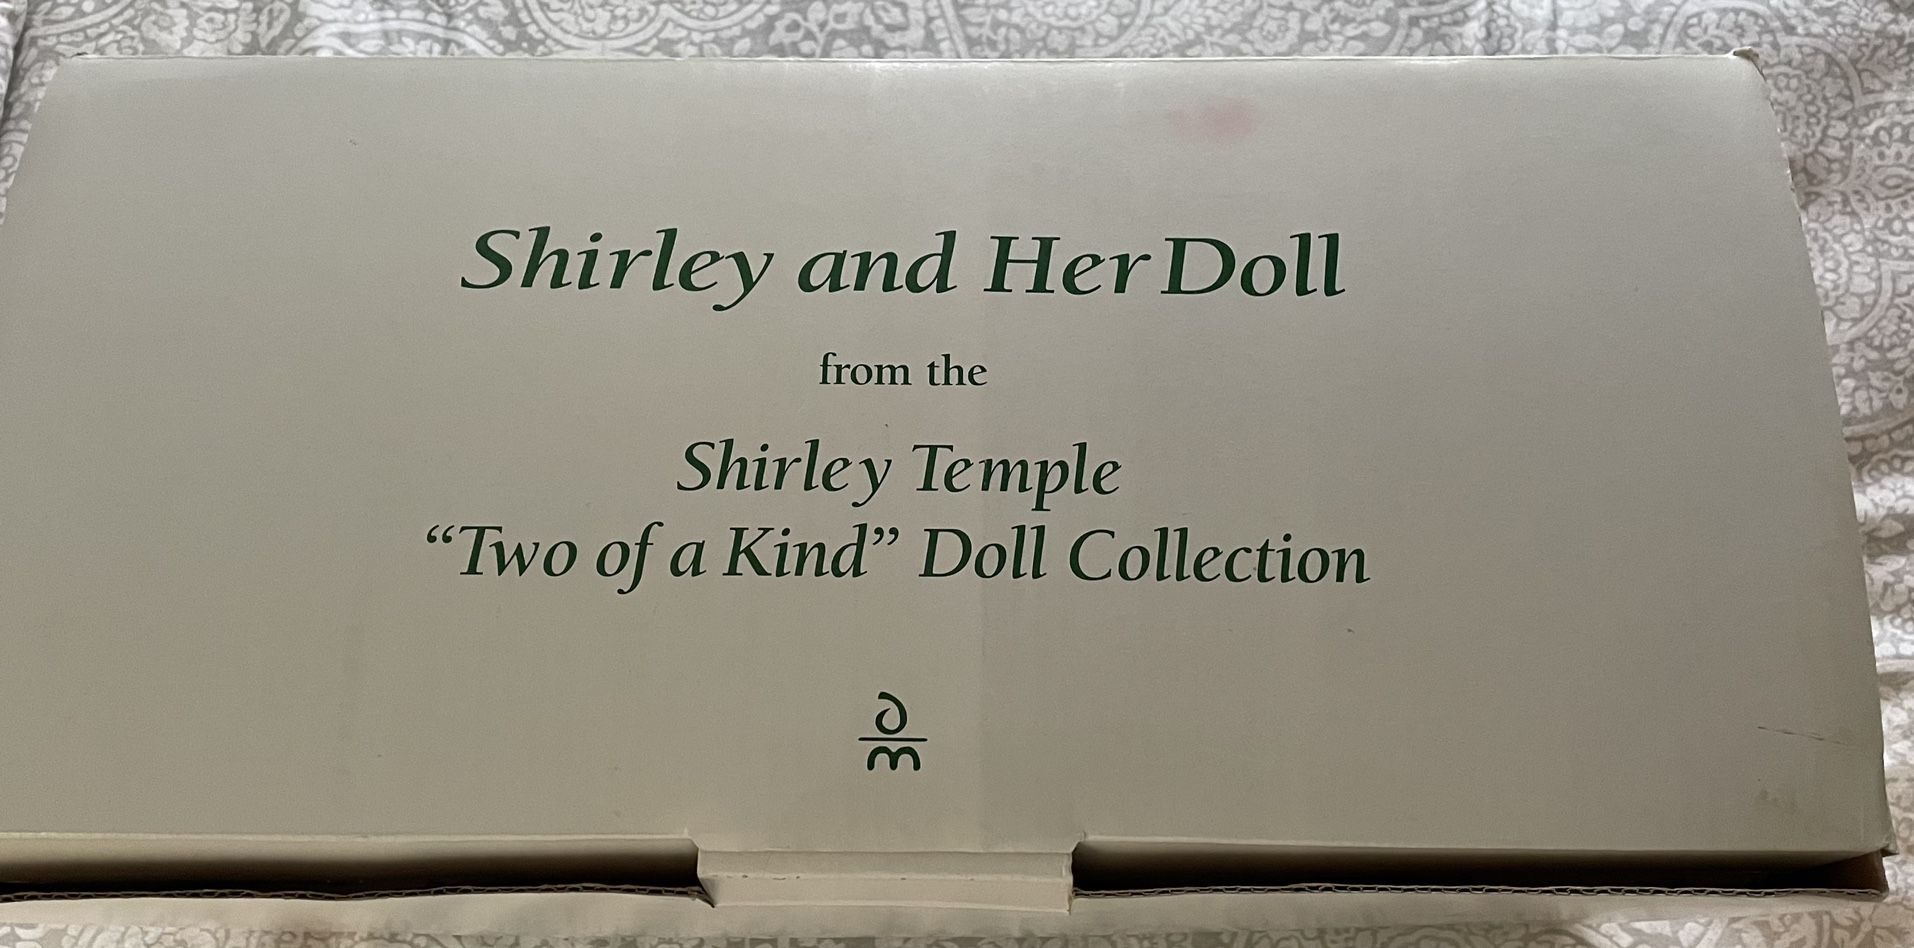 Shirley and Her Doll
from the
Shirley Temple
“Two of a Kind” Doll Collection